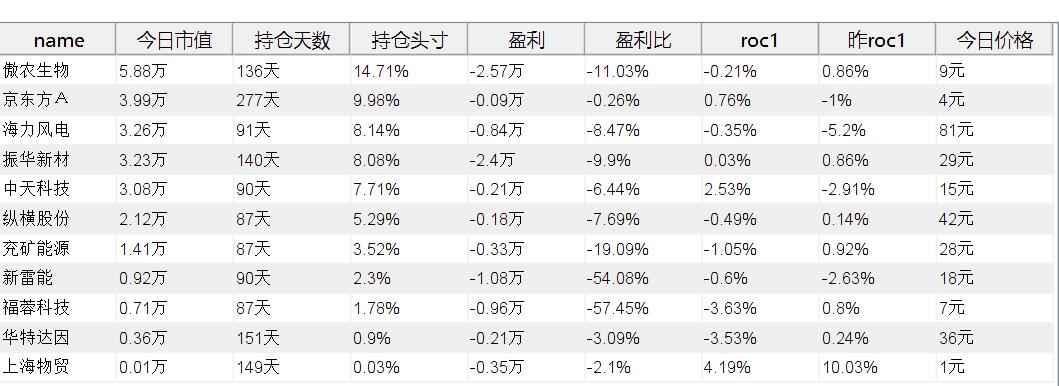 name 今日市值 持仓天数 持仓头寸 盈利 盈利比 roc1 昨roc1 今日价格
傲农生物 5.88万 136天 14.71% -2.57万 -11.03% -0.21% 0.86% 9元
京东方Ａ 3.99万 277天 9.98% -0.09万 -0.26% 0.76% -1% 4元
海力风电 3.26万 91天 8.14% -0.84万 -8.47% -0.35% -5.2% 81元
振华新材 3.23万 140天 8.08% -2.4万 -9.9% 0.03% 0.86% 29元
中天科技 3.08万 90天 7.71% -0.21万 -6.44% 2.53% -2.91% 15元
纵横股份 2.12万 87天 5.29% -0.18万 -7.69% -0.49% 0.14% 42元
兖矿能源 1.41万 87天 3.52% -0.33万 -19.09% -1.05% 0.92% 28元
新雷能 0.92万 90天 2.3% -1.08万 -54.08% -0.6% -2.63% 18元
福蓉科技 0.71万 87天 1.78% -0.96万 -57.45% -3.63% 0.8% 7元
华特达因 0.36万 151天 0.9% -0.21万 -3.09% -3.53% 0.24% 36元
上海物贸 0.01万 149天 0.03% -0.35万 -2.1% 4.19% 10.03% 1元